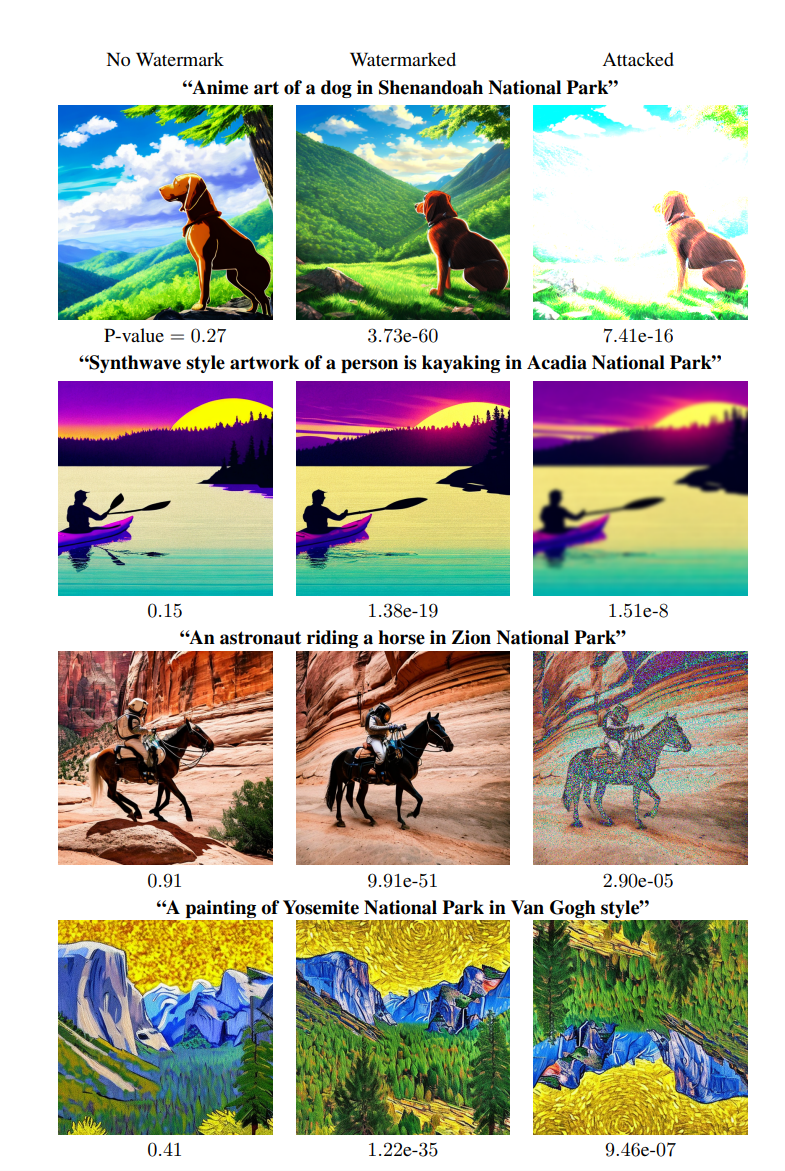 No Watermark Watermarked Attacked
“Anime art of a dog in Shenandoah National Park”
P-value = 0.27 3.73e-60 7.41e-16
“Synthwave style artwork of a person is kayaking in Acadia National Park”
0.15 1.38e-19 1.51e-8
“An astronaut riding a horse in Zion National Park”
0.91 9.91e-51 2.90e-05
“A painting of Yosemite National Park in Van Gogh style”
0.41 1.22e-35 9.46e-07